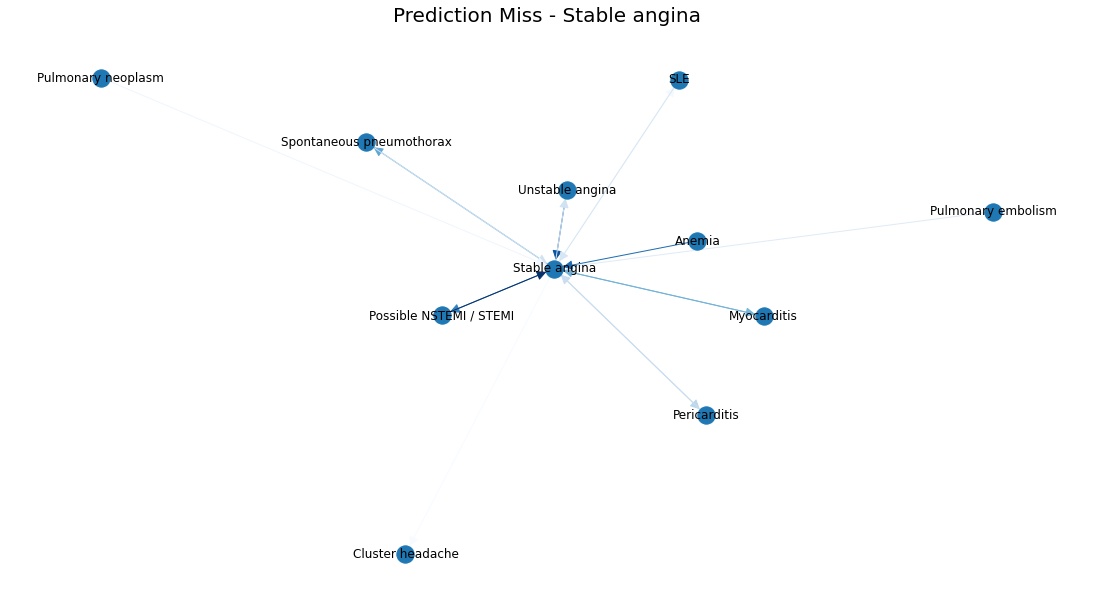 Prediction Miss - Stable angina
Pulmonary neoplasm
SLE
Spontaneous pneumothorax
Unstable angina
Pulmonary embolism
Anemia
Stable angina
Possible NSTEMI / STEMI
Myocarditis
Pericarditis
Cluster headache